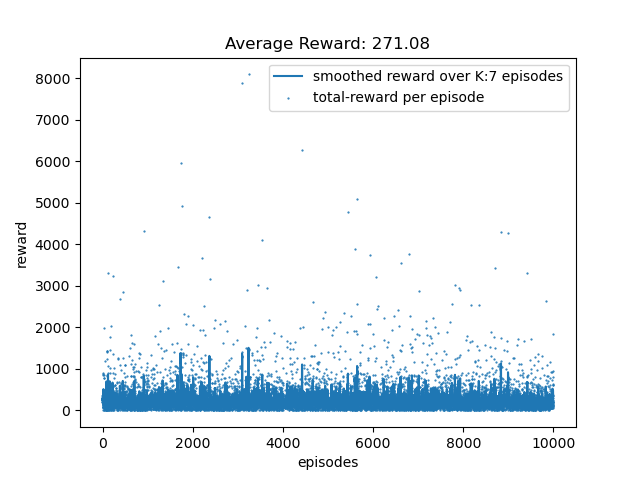 Average Reward: 271.08
smoothed reward over K:7 episodes
total-reward per episode
8000
7000
6000
5000
4000
3000
2000
1000
0
reward
0 2000 4000 6000 8000 10000
episodes